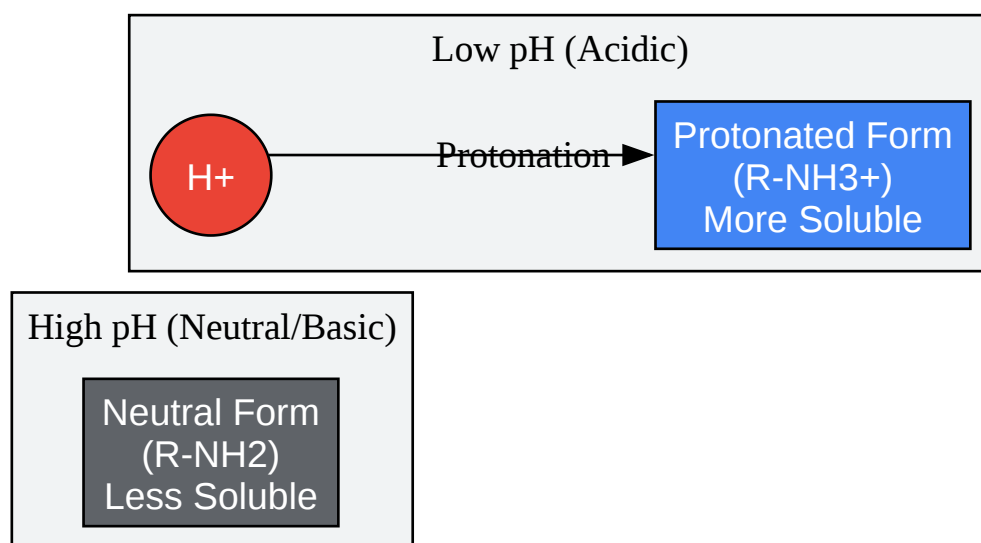 Low pH (Acidic)
H+
Protonation
Protonated Form
(R-NH3+)
More Soluble
High pH (Neutral/Basic)
Neutral Form
(R-NH2)
Less Soluble